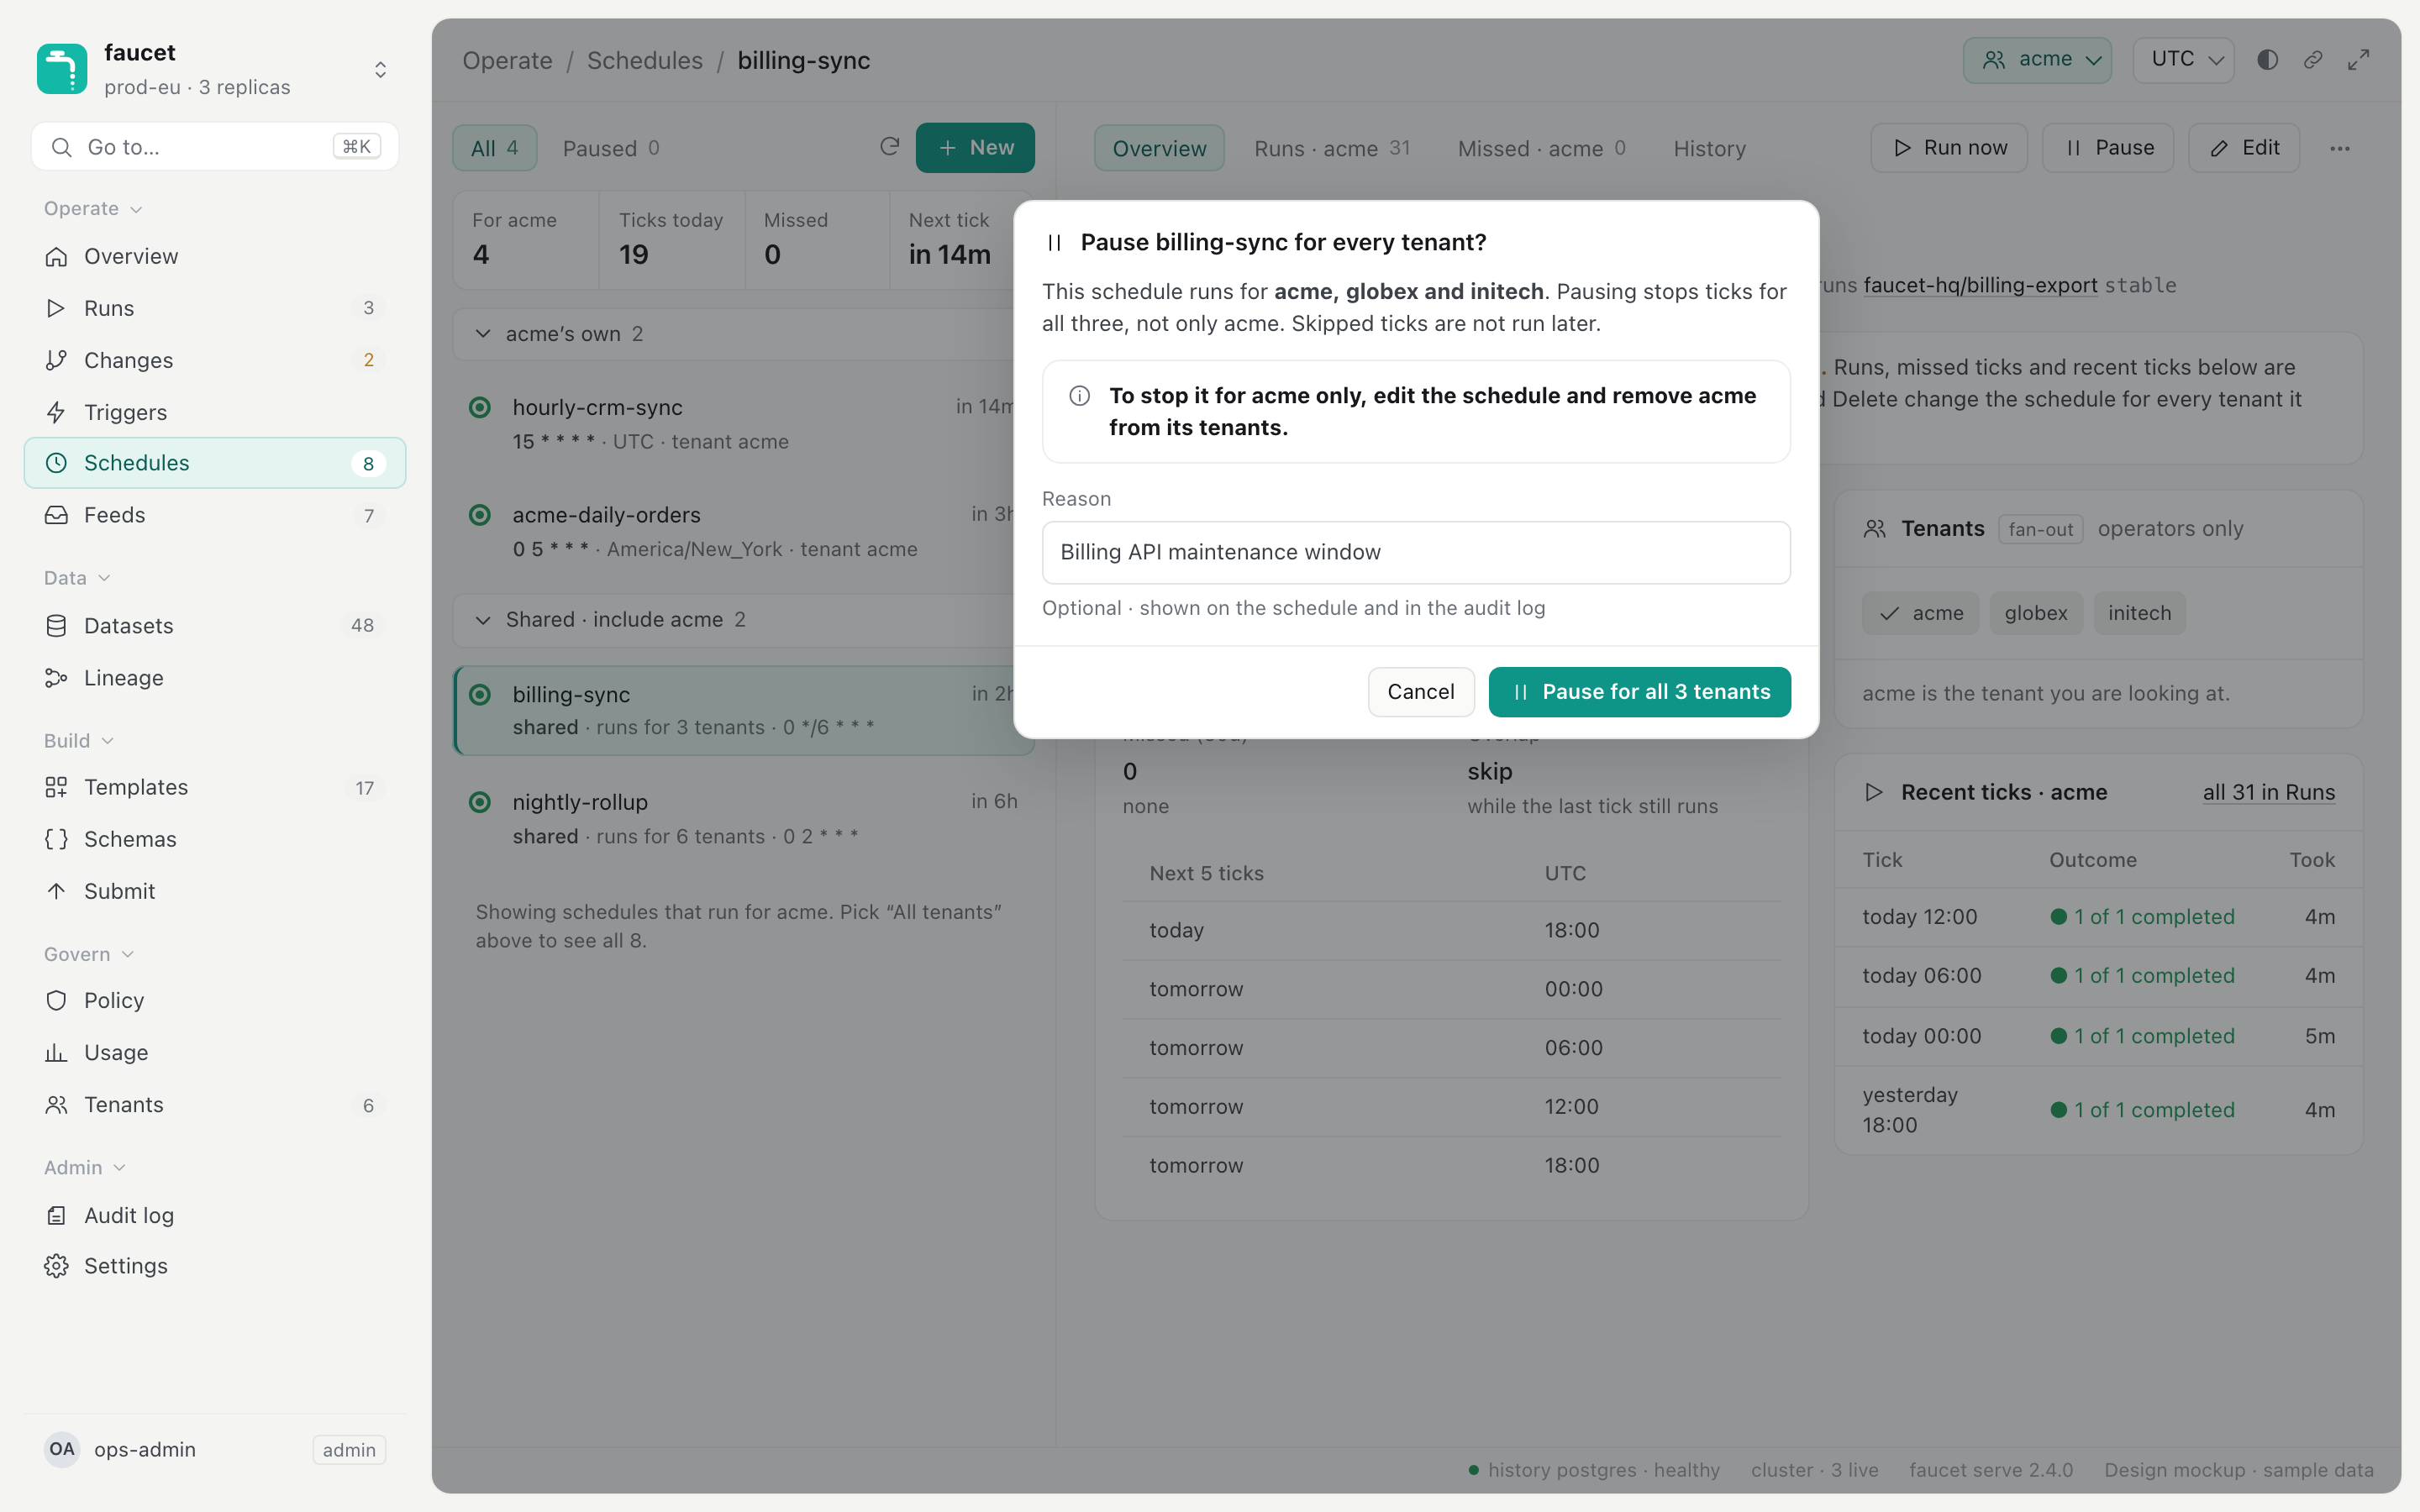 faucet
prod-eu · 3 replicas
Go to...
⌘K
Operate
Overview
Runs 3
Changes 2
Triggers
Schedules 8
Feeds 7
Data
Datasets 48
Lineage
Build
Templates 17
Schemas
Submit
Govern
Policy
Usage
Tenants 6
Admin
Audit log
Settings
OA ops-admin admin
Operate / Schedules / billing-sync
acme
UTC
All 4
Paused 0
+ New
For acme
4
Ticks today
19
Missed
0
Next tick
in 14m
acme’s own 2
hourly-crm-sync
in 14m
15 * * * * · UTC · tenant acme
acme-daily-orders
in 3h
0 5 * * * · America/New_York · tenant acme
Shared · include acme 2
billing-sync
in 2h
shared · runs for 3 tenants · 0 */6 * * *
nightly-rollup
in 6h
shared · runs for 6 tenants · 0 2 * * *
Showing schedules that run for acme. Pick “All tenants”
above to see all 8.
Overview
Runs · acme 31
Missed · acme 0
History
Run now
Pause
Edit
Pause billing-sync for every tenant?
This schedule runs for acme, globex and initech. Pausing stops ticks for
all three, not only acme. Skipped ticks are not run later.
To stop it for acme only, edit the schedule and remove acme
from its tenants.
Reason
Billing API maintenance window
Optional · shown on the schedule and in the audit log
Cancel
Pause for all 3 tenants
runs faucet-hq/billing-export stable
. Runs, missed ticks and recent ticks below are
Delete change the schedule for every tenant it
0
none
skip
while the last tick still runs
Next 5 ticks UTC
today 18:00
tomorrow 00:00
tomorrow 06:00
tomorrow 12:00
tomorrow 18:00
Tenants fan-out operators only
acme globex initech
acme is the tenant you are looking at.
Recent ticks · acme
all 31 in Runs
Tick Outcome Took
today 12:00 1 of 1 completed 4m
today 06:00 1 of 1 completed 4m
today 00:00 1 of 1 completed 5m
yesterday
18:00
1 of 1 completed 4m
history postgres · healthy
cluster · 3 live
faucet serve 2.4.0
Design mockup · sample data